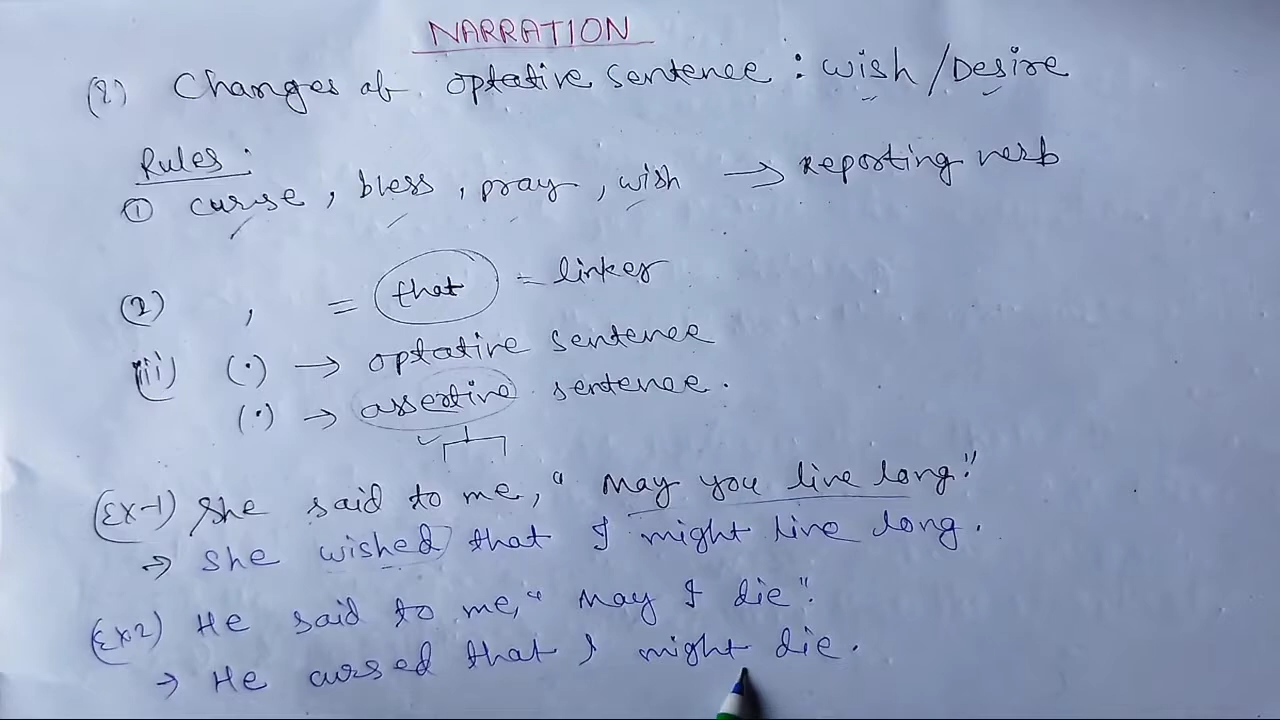 NARRATION
(2) Changes of optative sentence : wish / Desire
Rules :
① curse , bless , pray , wish → Reporting verb
(2) , = that = linker
iii) (.) → optative sentence
(.) → assertive sentence .
(Ex-1) She said to me, "May you live long."
→ She wished that I might live long .
(Ex2) He said to me, "May I die".
→ He cursed that I might die .